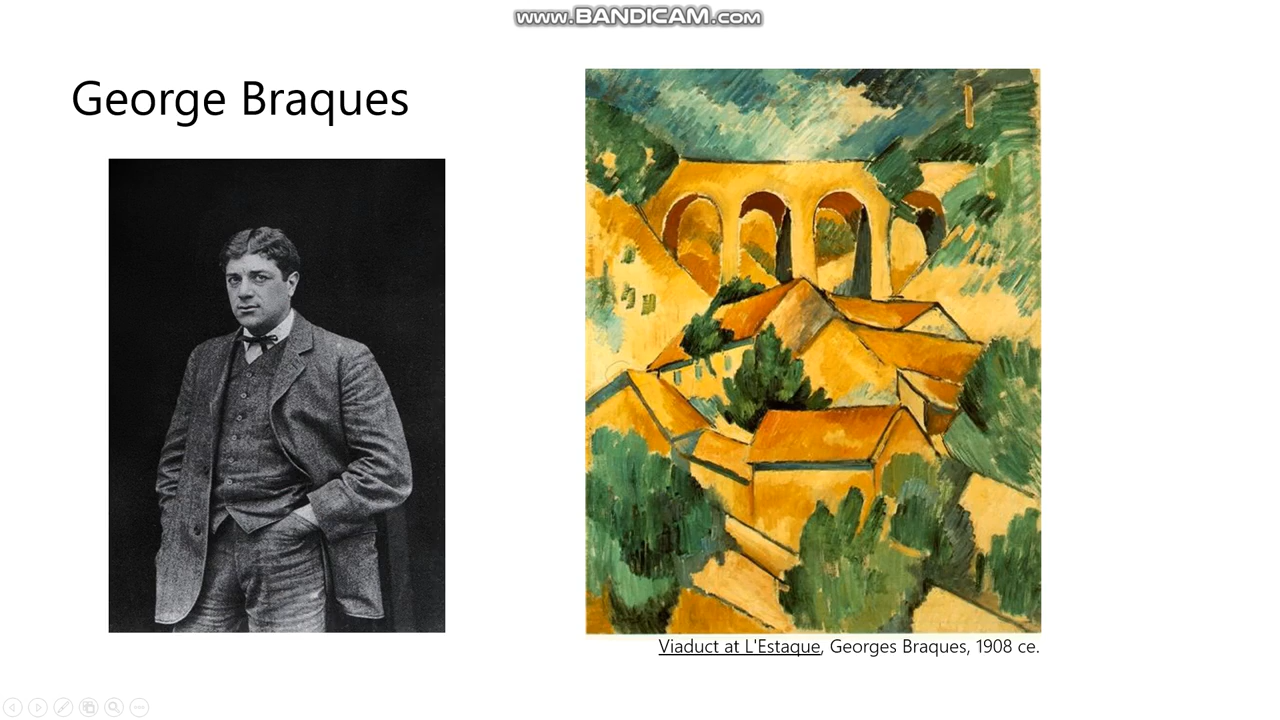 www.BANDICAM.com
George Braques
Viaduct at L'Estaque, Georges Braques, 1908 ce.